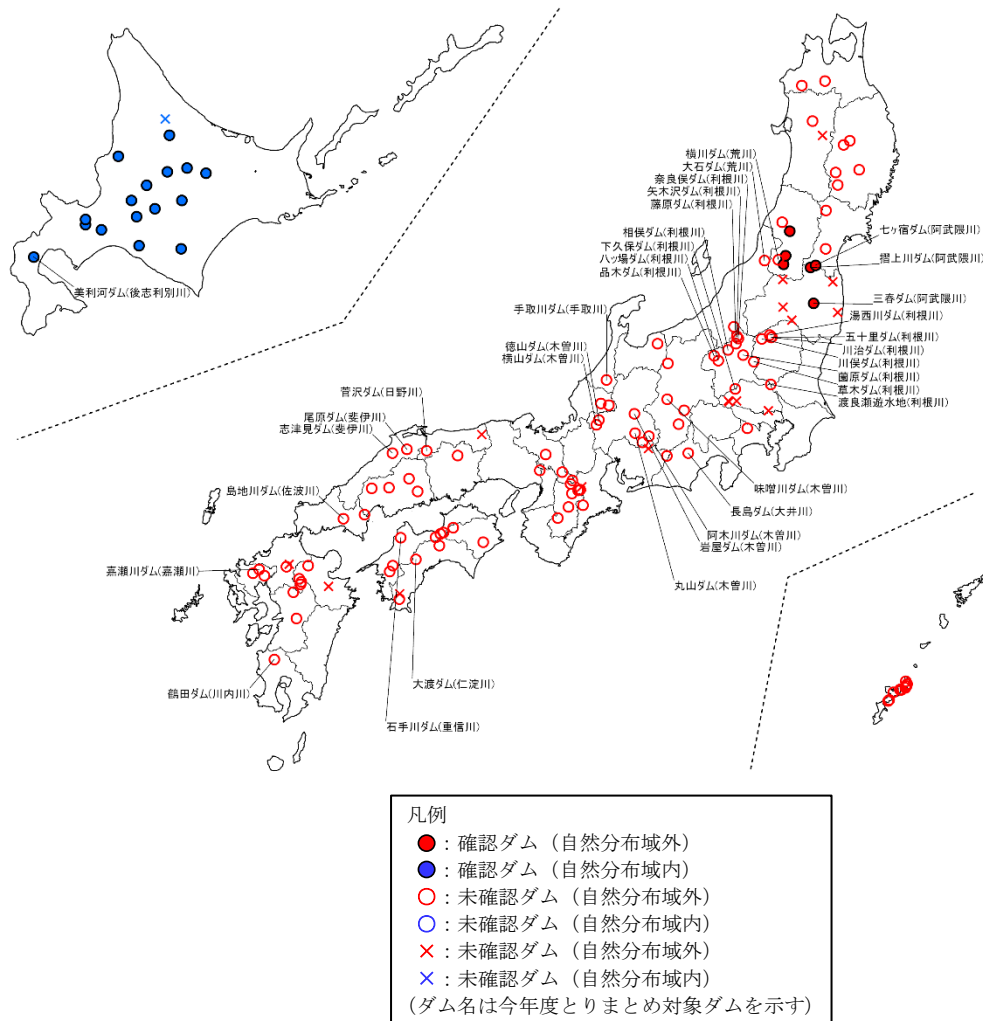 横川ダム(荒川)
大石ダム(荒川)
奈良俣ダム(利根川)
矢木沢ダム(利根川)
藤原ダム(利根川)
相俣ダム(利根川)
下久保ダム(利根川)
八ッ場ダム(利根川)
品木ダム(利根川)
七ヶ宿ダム(阿武隈川)
摺上川ダム(阿武隈川)
三春ダム(阿武隈川)
湯西川ダム(利根川)
五十里ダム(利根川)
川治ダム(利根川)
川俣ダム(利根川)
薗原ダム(利根川)
草木ダム(利根川)
渡良瀬遊水地(利根川)
美利河ダム(後志利別川)
手取川ダム(手取川)
徳山ダム(木曽川)
横山ダム(木曽川)
菅沢ダム(日野川)
尾原ダム(斐伊川)
志津見ダム(斐伊川)
島地川ダム(佐波川)
嘉瀬川ダム(嘉瀬川)
鶴田ダム(川内川)
大渡ダム(仁淀川)
石手川ダム(重信川)
味噌川ダム(木曽川)
長島ダム(大井川)
阿木川ダム(木曽川)
岩屋ダム(木曽川)
丸山ダム(木曽川)
凡例
：確認ダム（自然分布域外）
：確認ダム（自然分布域内）
：未確認ダム（自然分布域外）
：未確認ダム（自然分布域内）
：未確認ダム（自然分布域外）
：未確認ダム（自然分布域内）
(ダム名は今年度とりまとめ対象ダムを示す)